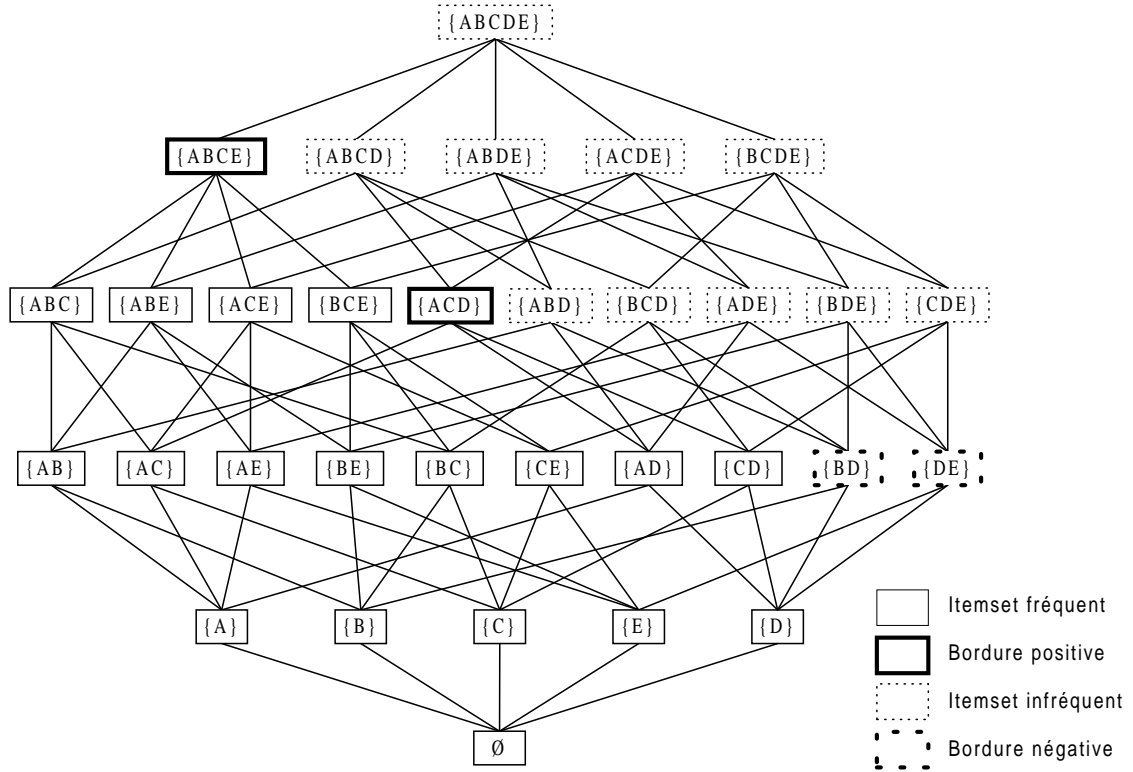 {ABCDE}
{ABCE} {ABCD} {ABDE} {ACDE} {BCDE}
{ABC} {ABE} {ACE} {BCE} {ACD} {ABD} {BCD} {ADE} {BDE} {CDE}
{AB} {AC} {AE} {BE} {BC} {CE} {AD} {CD} {BD} {DE}
{A} {B} {C} {E} {D}
Ø
Itemset fréquent
Bordure positive
Itemset infréquent
Bordure négative